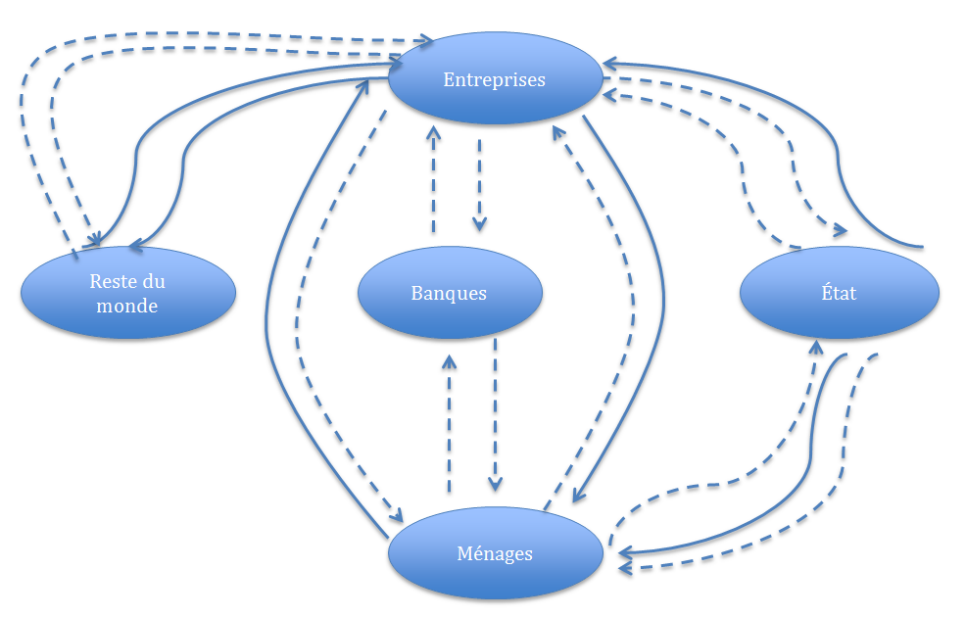 Entreprises
Reste du
monde
Banques
État
Ménages